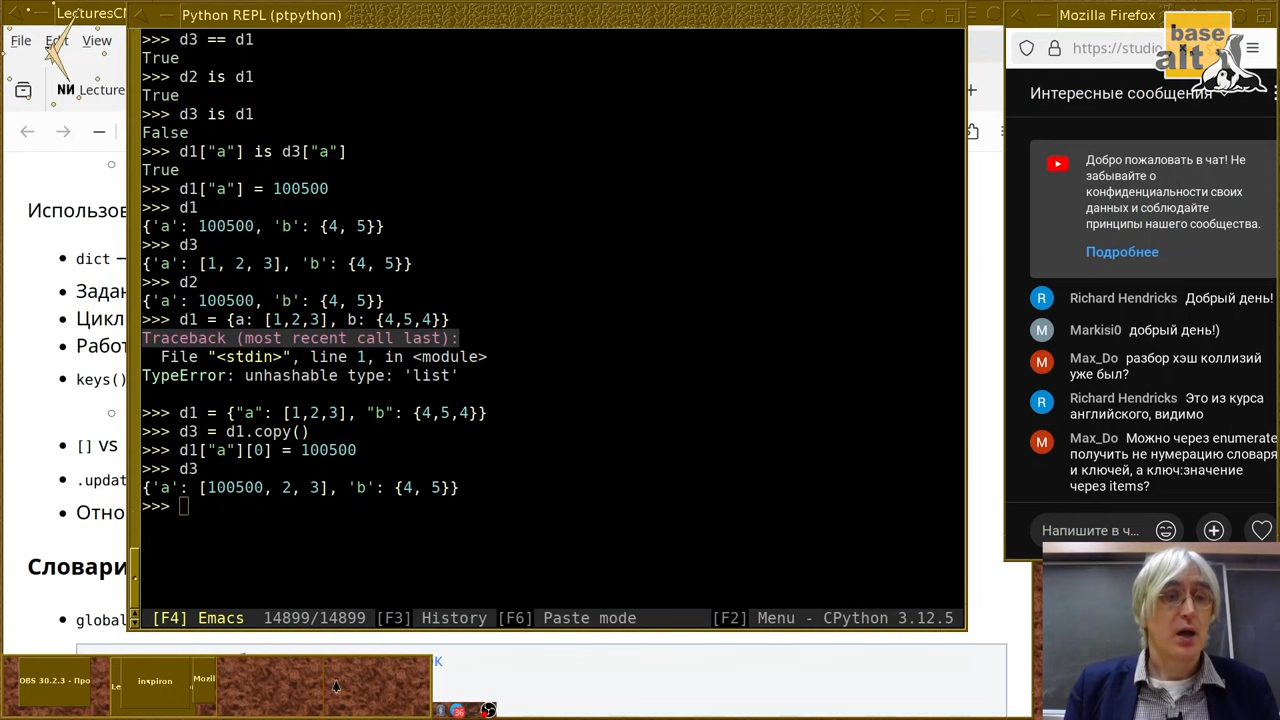 LecturesC
Python REPL (ptpython)
Mozilla Firefox
File Edit View
NИ Lecture
https://studio.
base
alt
>>> d3 == d1
True
>>> d2 is d1
True
>>> d3 is d1
False
>>> d1["a"] is d3["a"]
True
>>> d1["a"] = 100500
>>> d1
{'a': 100500, 'b': {4, 5}}
>>> d3
{'a': [1, 2, 3], 'b': {4, 5}}
>>> d2
{'a': 100500, 'b': {4, 5}}
>>> d1 = {a: [1,2,3], b: {4,5,4}}
Traceback (most recent call last):
File "<stdin>", line 1, in <module>
TypeError: unhashable type: 'list'
>>> d1 = {"a": [1,2,3], "b": {4,5,4}}
>>> d3 = d1.copy()
>>> d1["a"][0] = 100500
>>> d3
{'a': [100500, 2, 3], 'b': {4, 5}}
>>>
[F4] Emacs 14899/14899 [F3] History [F6] Paste mode [F2] Menu - CPython 3.12.5
Использов
dict —
Задан
Цикл
Работ
keys()
[] vs
.updat
Отно
Словари
global
K
Интересные сообщения
Добро пожаловать в чат! Не
забывайте о
конфиденциальности своих
данных и соблюдайте
принципы нашего сообщества.
Подробнее
R Richard Hendricks Добрый день!
M Markisi0 добрый день!)
M Max_Do разбор хэш коллизий
уже был?
R Richard Hendricks Это из курса
английского, видимо
M Max_Do Можно через enumerate
получить не нумерацию словаря
и ключей, а ключ:значение
через items?
Напишите в ч...
DBS 30.2.3 - Про
Le
inspiron
Mozil
36